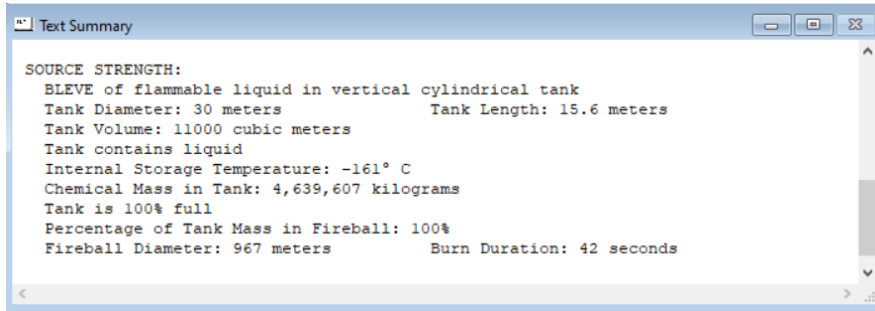 Text Summary
SOURCE STRENGTH:
BLEVE of flammable liquid in vertical cylindrical tank
Tank Diameter: 30 meters Tank Length: 15.6 meters
Tank Volume: 11000 cubic meters
Tank contains liquid
Internal Storage Temperature: -161° C
Chemical Mass in Tank: 4,639,607 kilograms
Tank is 100% full
Percentage of Tank Mass in Fireball: 100%
Fireball Diameter: 967 meters Burn Duration: 42 seconds